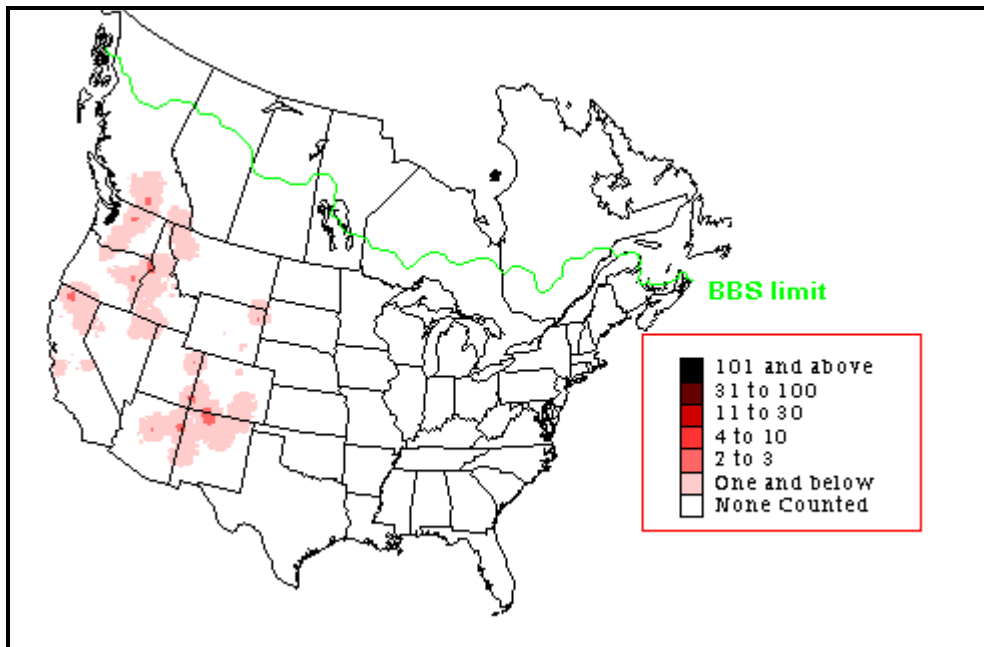 BBS limit
101 and above
31 to 100
11 to 30
4 to 10
2 to 3
One and below
None Counted